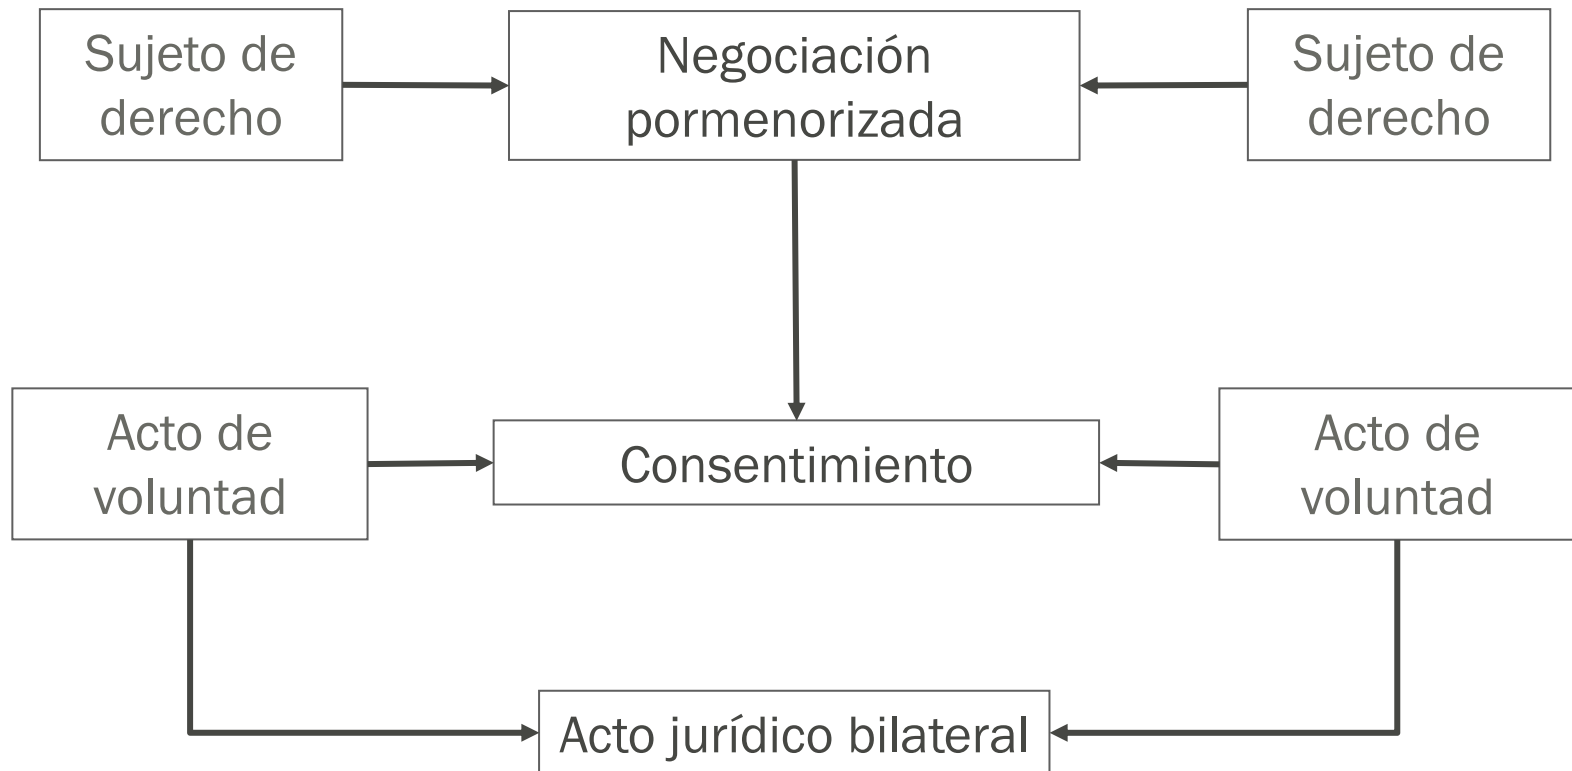 Sujeto de
derecho
Negociación
pormenorizada
Sujeto de
derecho
Acto de
voluntad
Consentimiento
Acto de
voluntad
Acto jurídico bilateral